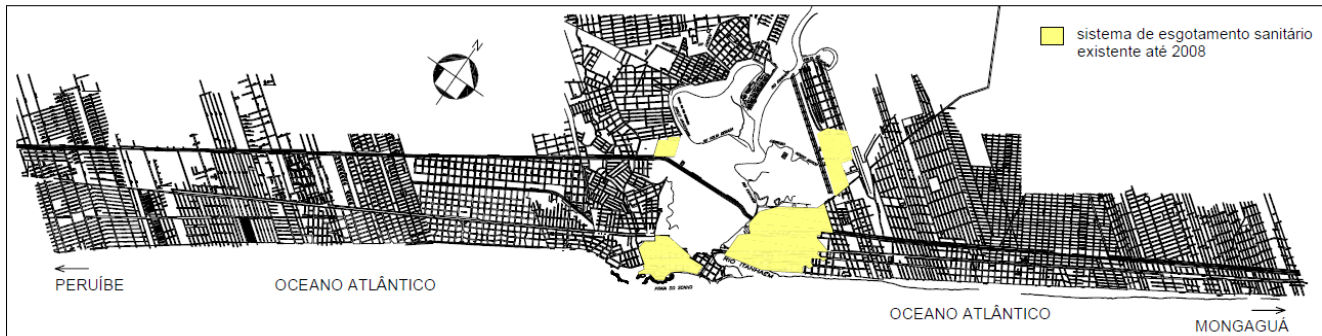 N
sistema de esgotamento sanitário
existente até 2008
RIO ITANHAÉM
PERUÍBE
OCEANO ATLÂNTICO
OCEANO ATLÂNTICO
MONGAGUÁ